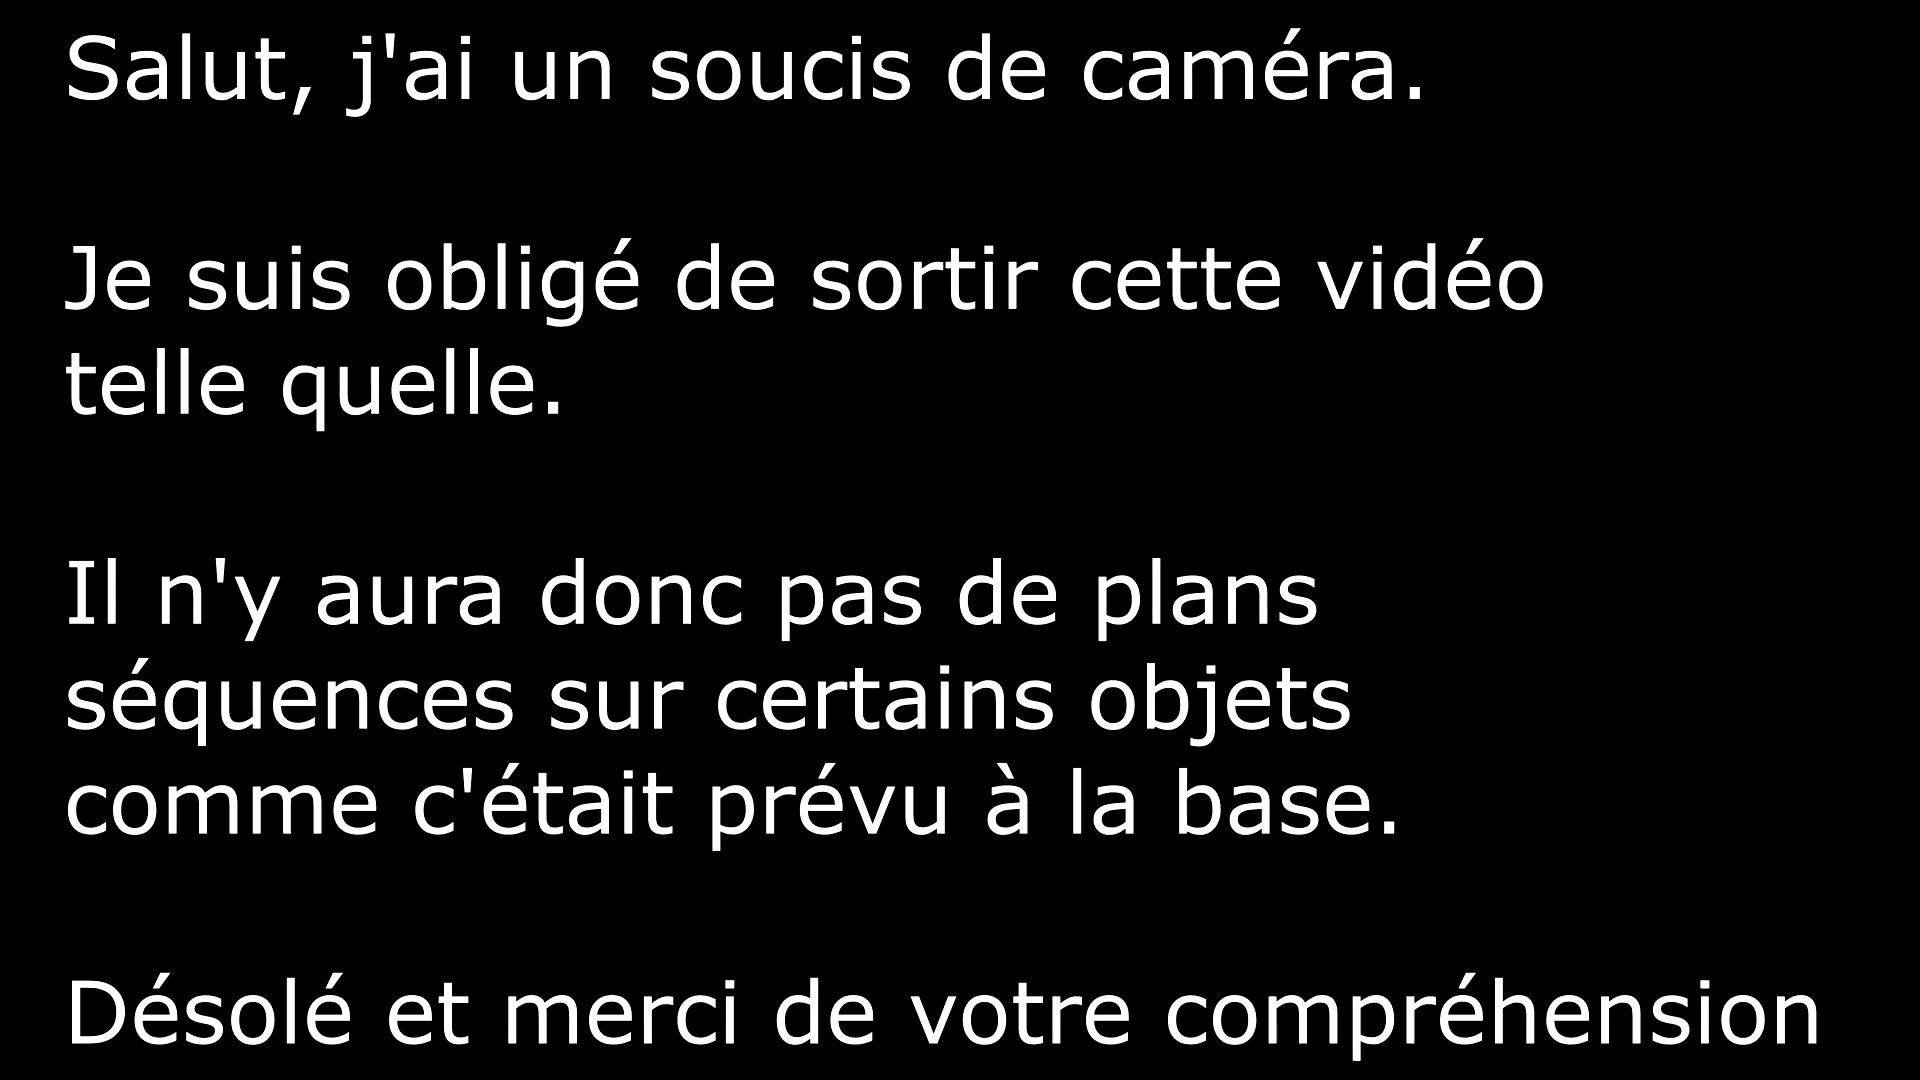 Salut, j'ai un soucis de caméra.
Je suis obligé de sortir cette vidéo
telle quelle.
Il n'y aura donc pas de plans
séquences sur certains objets
comme c'était prévu à la base.
Désolé et merci de votre compréhension